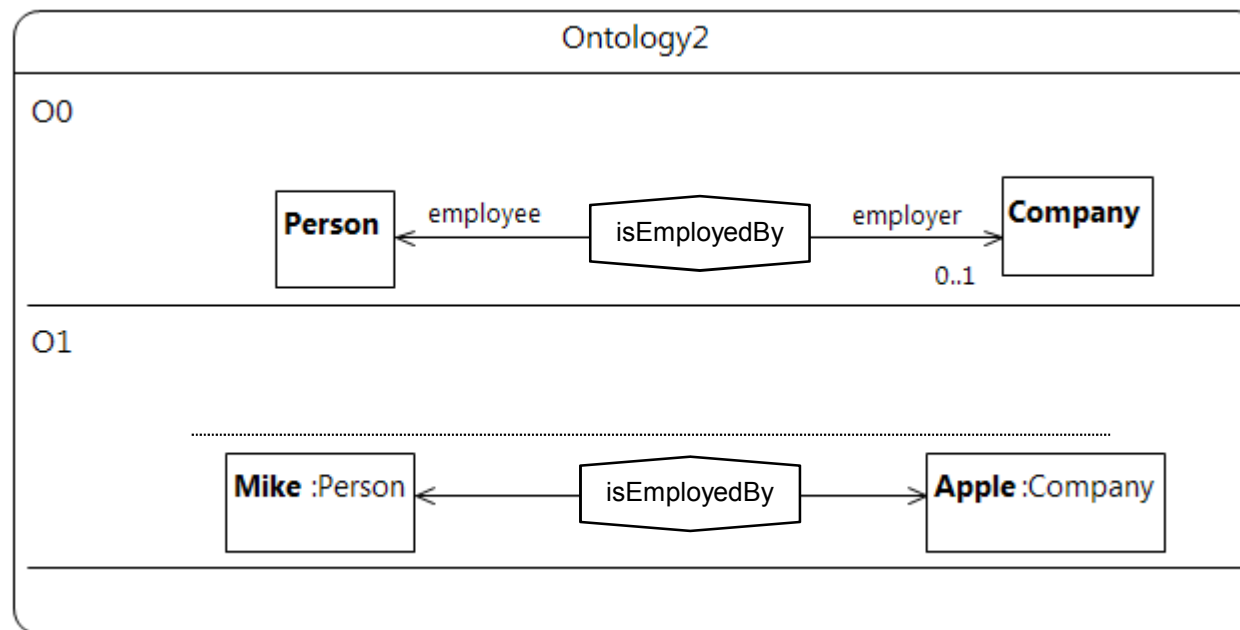 Ontology2
O0
Person
employee
isEmployedBy
employer
Company
0..1
O1
Mike :Person
isEmployedBy
Apple :Company